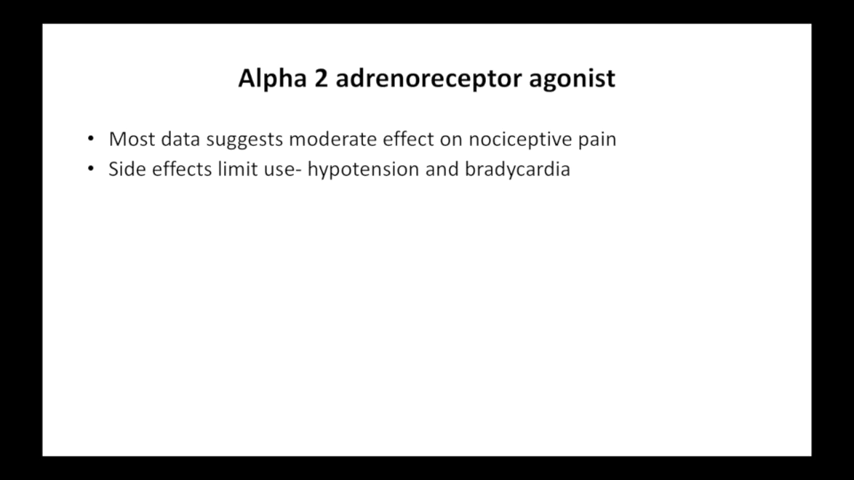 Alpha 2 adrenoreceptor agonist
• Most data suggests moderate effect on nociceptive pain
• Side effects limit use- hypotension and bradycardia